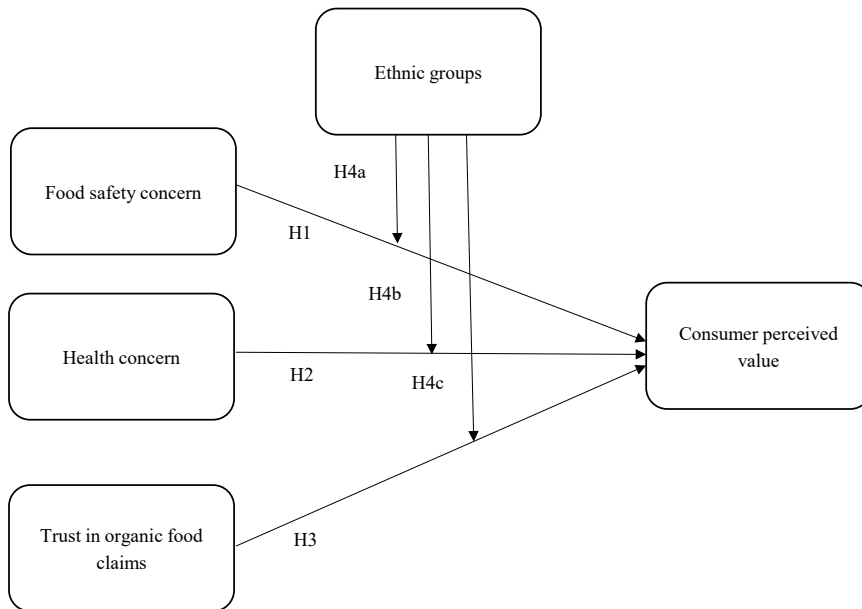 Ethnic groups
H4a
Food safety concern
H1
H4b
Consumer perceived
value
Health concern
H2
H4c
Trust in organic food
claims
H3